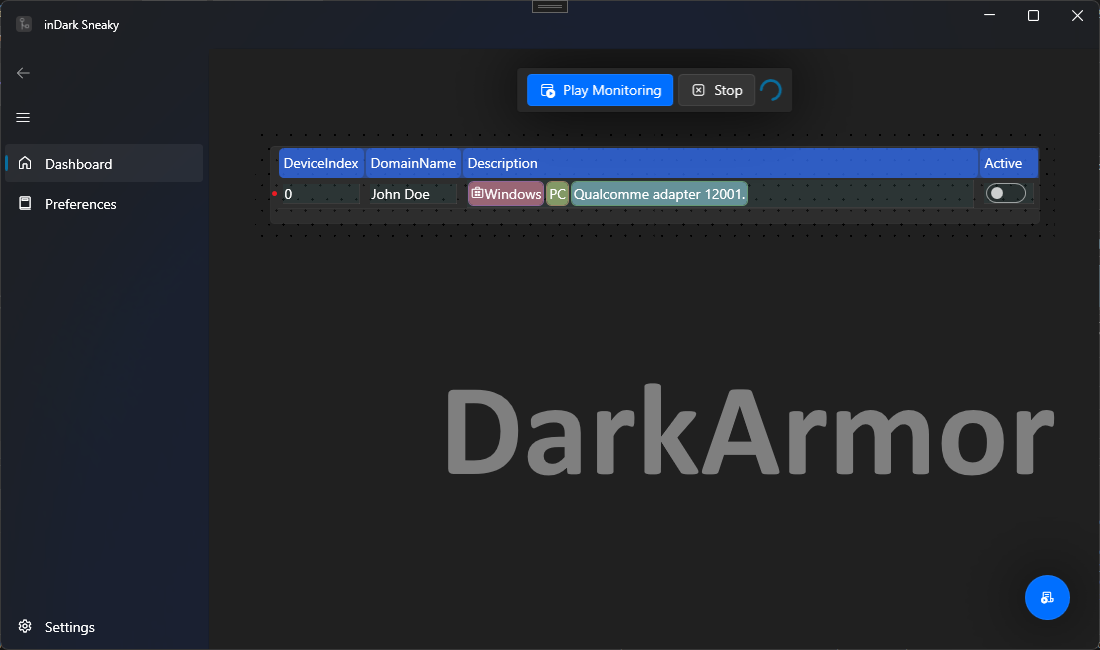 inDark Sneaky
Play Monitoring Stop
DeviceIndex DomainName Description Active
Dashboard
0 John Doe Windows PC Qualcomme adapter 12001.
Preferences
DarkArmor
Settings